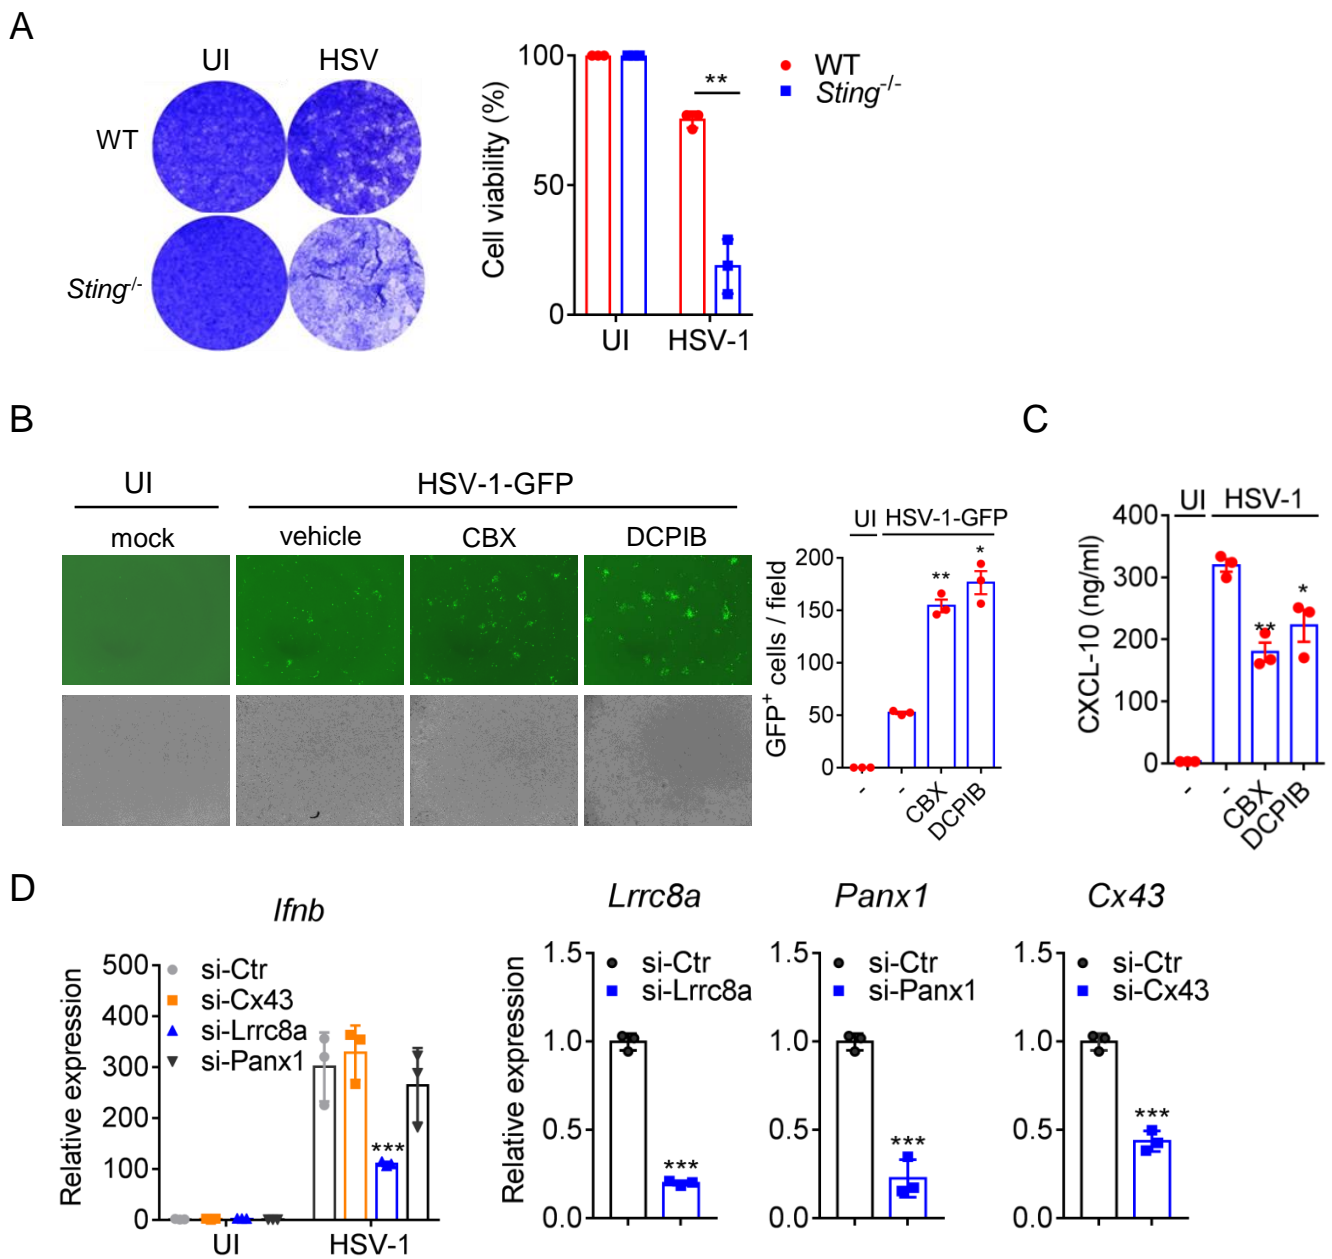 A
UI HSV
WT
Sting-/-
Cell viability (%)
100
50
0
**
UI HSV-1
WT
Sting-/-
B
UI HSV-1-GFP
mock vehicle CBX DCPIB
GFP+ cells / field
UI HSV-1-GFP
200
150
100
50
0
** *
- - CBX DCPIB
C
CXCL-10 (ng/ml)
UI HSV-1
400
300
200
100
0
** *
- - CBX DCPIB
D
Ifnb
Relative expression
500
400
300
200
100
0
si-Ctr
si-Cx43
si-Lrrc8a
si-Panx1
***
UI HSV-1
Lrrc8a
Relative expression
1.5
1.0
0.5
0.0
si-Ctr
si-Lrrc8a
***
Panx1
1.5
1.0
0.5
0.0
si-Ctr
si-Panx1
***
Cx43
1.5
1.0
0.5
0.0
si-Ctr
si-Cx43
***